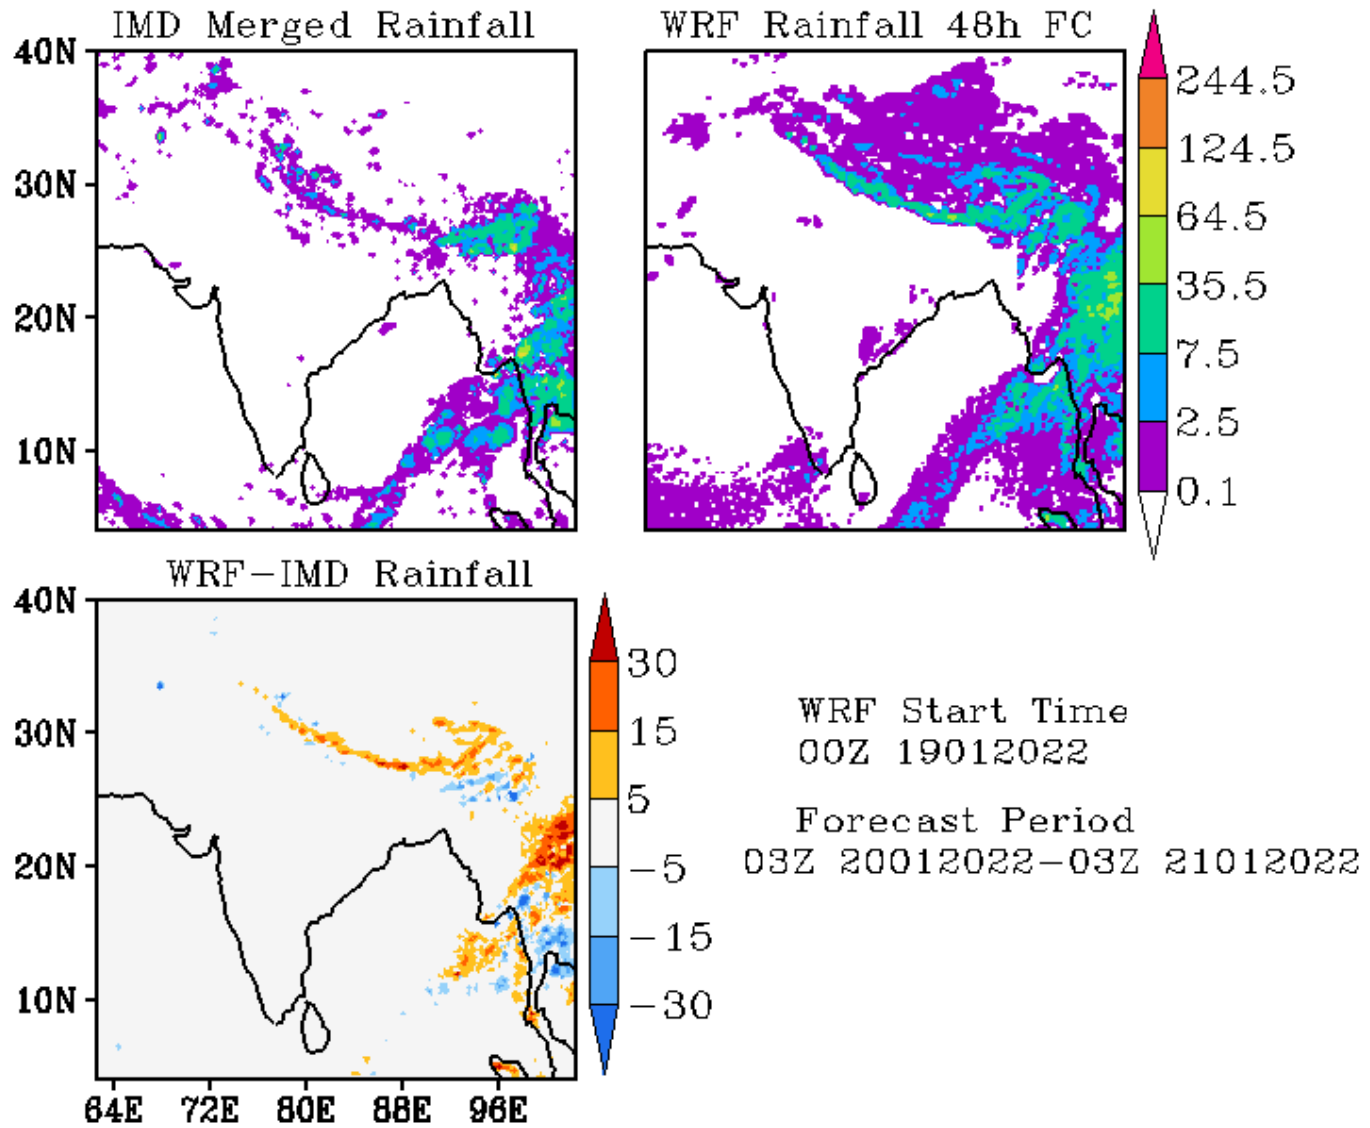 IMD Merged Rainfall
WRF Rainfall 48h FC
40N
30N
20N
10N
244.5
124.5
64.5
35.5
7.5
2.5
0.1
WRF-IMD Rainfall
40N
30N
20N
10N
64E 72E 80E 88E 96E
30
15
5
-5
-15
-30
WRF Start Time
00Z 19012022
Forecast Period
03Z 20012022-03Z 21012022